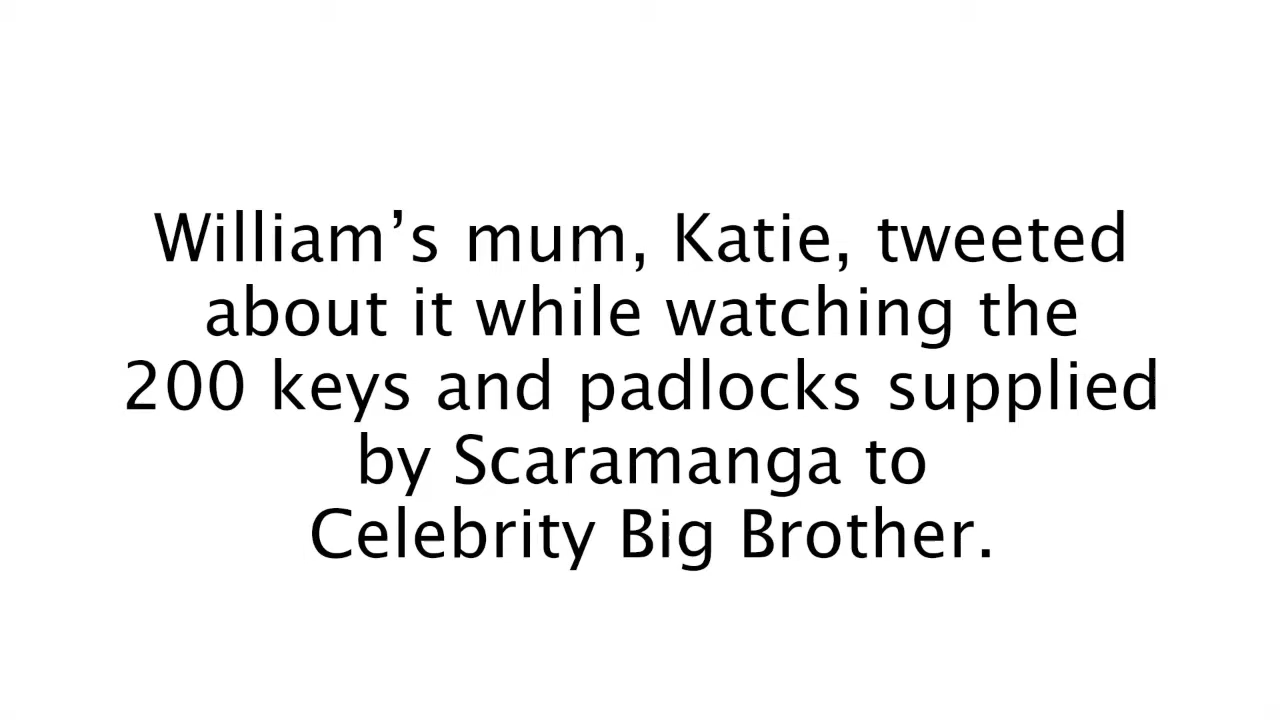 William’s mum, Katie, tweeted
about it while watching the
200 keys and padlocks supplied
by Scaramanga to
Celebrity Big Brother.